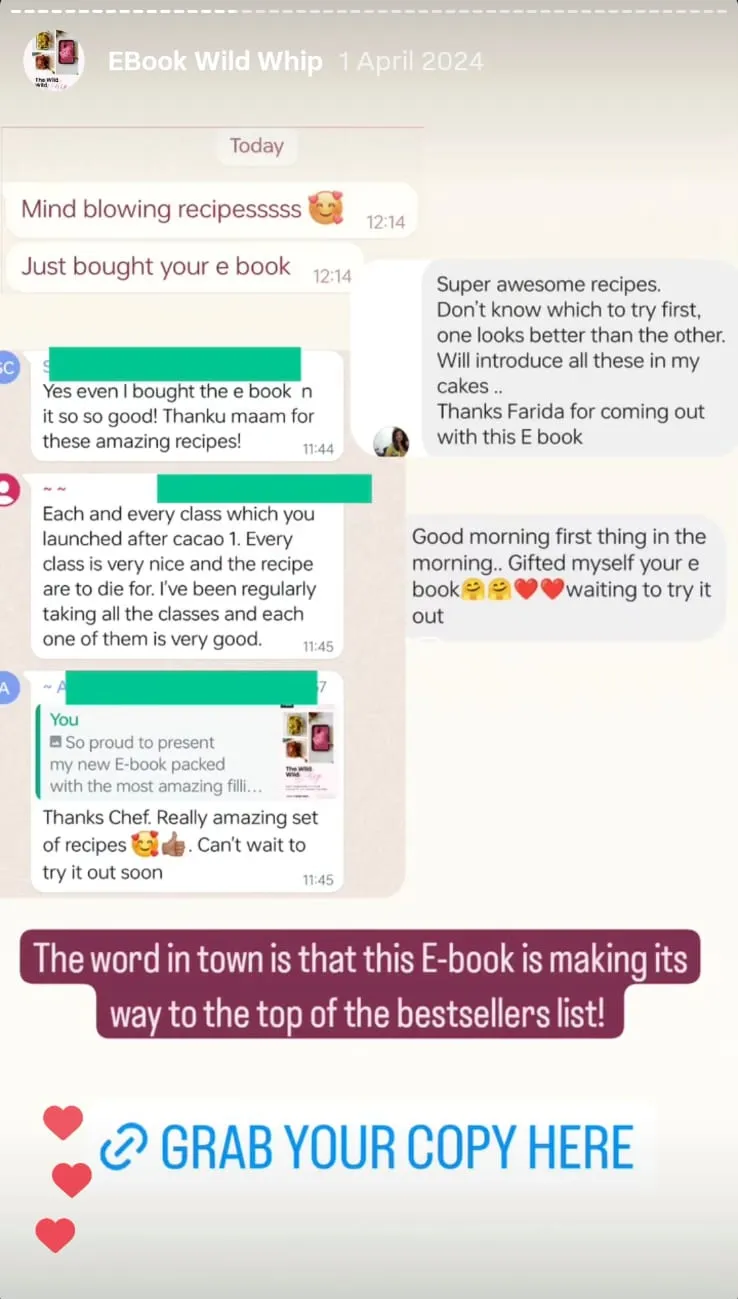 EBook Wild Whip 1 April 2024
Today
Mind blowing recipesssss 🥰 12:14
Just bought your e book 12:14
Super awesome recipes.
Don't know which to try first,
one looks better than the other.
Will introduce all these in my
cakes ..
Thanks Farida for coming out
with this E book
SC
Yes even I bought the e book n
it so so good! Thanku maam for
these amazing recipes!
11:44
~ ~
Each and every class which you
launched after cacao 1. Every
class is very nice and the recipe
are to die for. I've been regularly
taking all the classes and each
one of them is very good.
11:45
Good morning first thing in the
morning.. Gifted myself your e
book🤗🤗❤️❤️waiting to try it
out
A
~ A
7
You
So proud to present
my new E-book packed
with the most amazing filli...
The Wild.
Wild.
Thanks Chef. Really amazing set
of recipes 🥰👍🏽. Can't wait to
try it out soon
11:45
The word in town is that this E-book is making its
way to the top of the bestsellers list!
GRAB YOUR COPY HERE